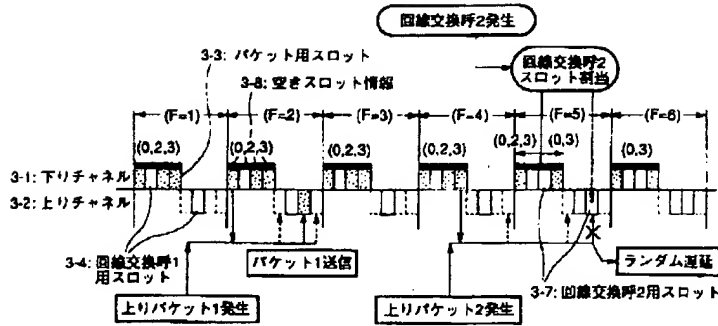 回線交換呼2発生
3-3: パケット用スロット
回線交換呼2
スロット割当
3-8: 空きスロット情報
(F=1)
(F=2)
(F=3)
(F=4)
(F=5)
(F=6)
(0,2,3)
(0,2,3)
(0,2,3)
(0,2,3)
(0,2,3)
(0,3)
(0,3)
3-1: 下りチャネル
3-2: 上りチャネル
3-4: 回線交換呼1
用スロット
パケット1送信
ランダム遅延
3-7: 回線交換呼2用スロット
上りパケット1発生
上りパケット2発生